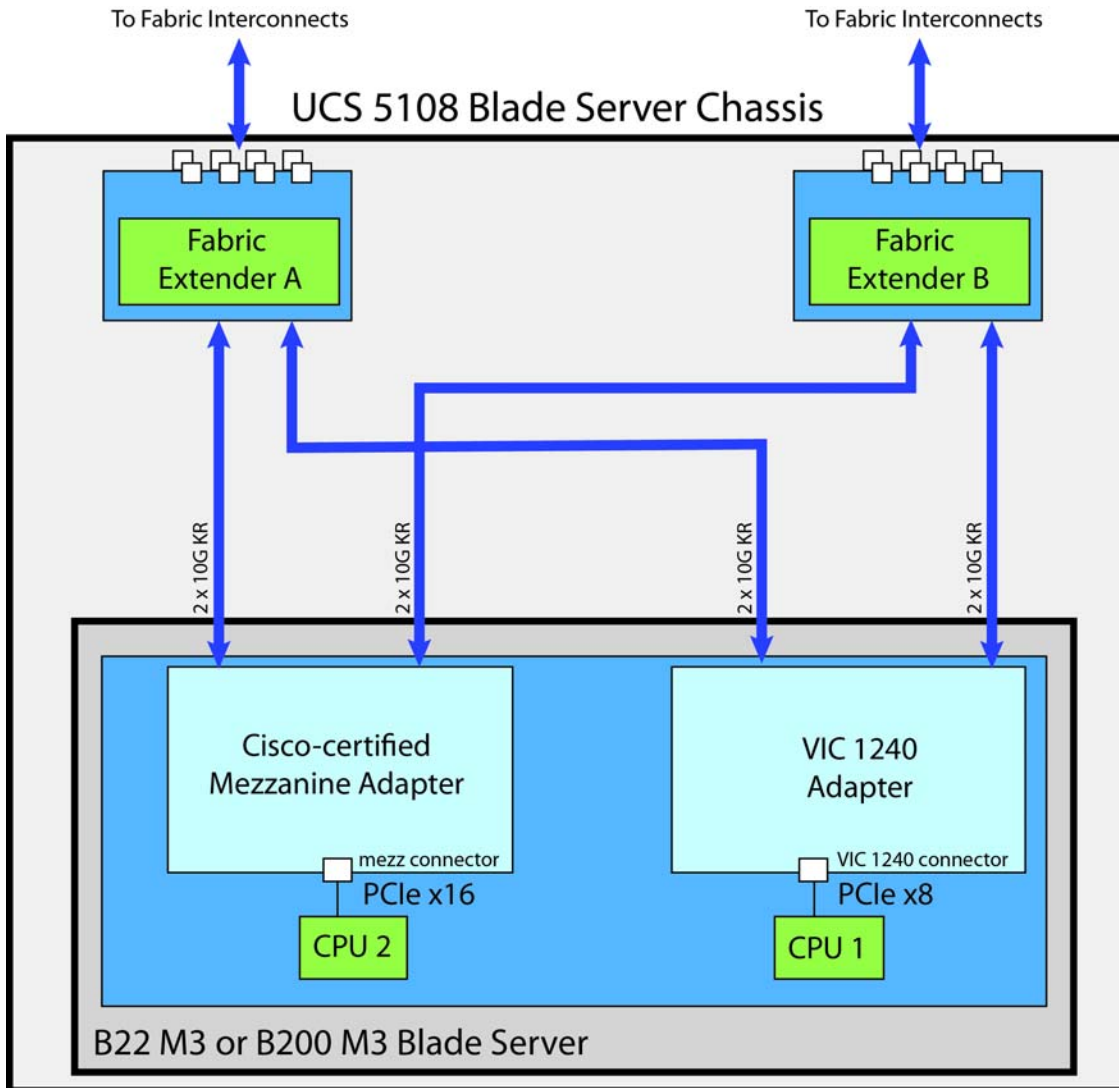 To Fabric Interconnects
To Fabric Interconnects
UCS 5108 Blade Server Chassis
Fabric
Extender A
Fabric
Extender B
2 x 10G KR
2 x 10G KR
2 x 10G KR
2 x 10G KR
Cisco-certified
Mezzanine Adapter
VIC 1240
Adapter
mezz connector
VIC 1240 connector
PCIe x16
PCIe x8
CPU 2
CPU 1
B22 M3 or B200 M3 Blade Server